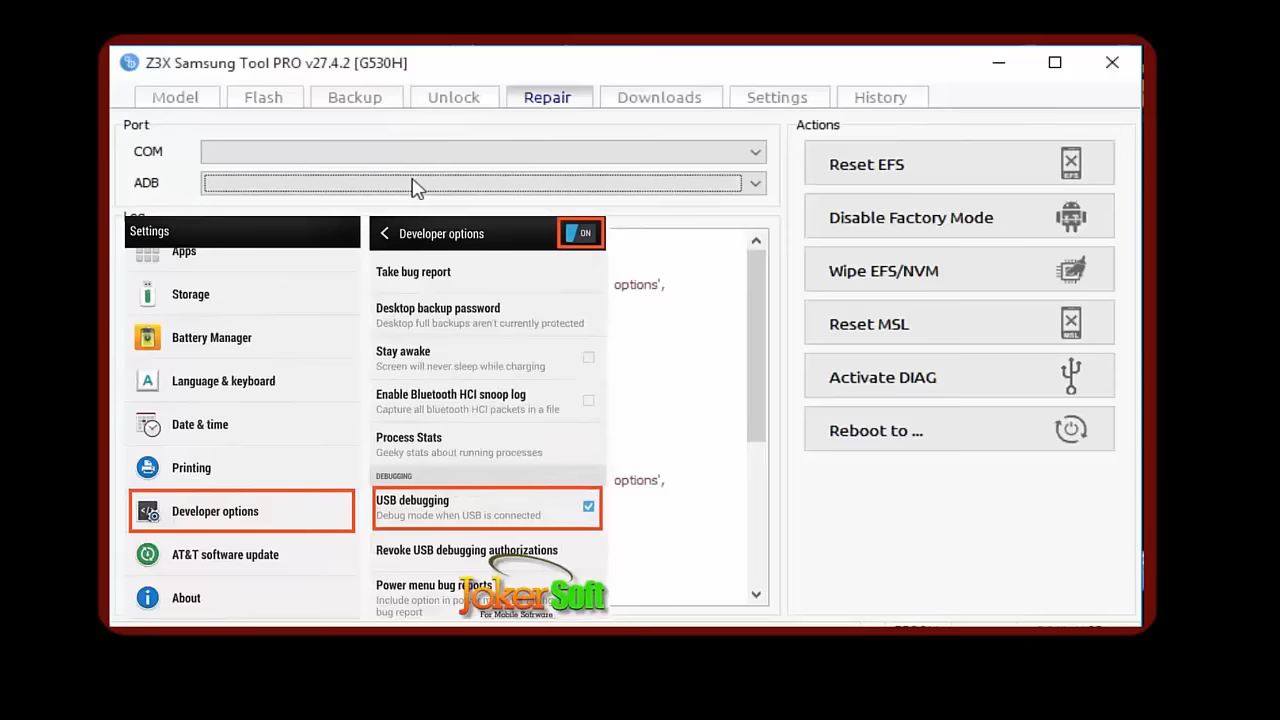 Z3X Samsung Tool PRO v27.4.2 [G530H]
Model Flash Backup Unlock Repair Downloads Settings History
Port
COM
ADB
Actions
Reset EFS
EFS
Disable Factory Mode
Wipe EFS/NVM
Reset MSL
MSL
Activate DIAG
Reboot to ...
options',
options',
Settings
Apps
Storage
Battery Manager
Language & keyboard
A
Date & time
Printing
Developer options
AT&T software update
About
Developer options ON
Take bug report
Desktop backup password
Desktop full backups aren't currently protected
Stay awake
Screen will never sleep while charging
Enable Bluetooth HCI snoop log
Capture all bluetooth HCI packets in a file
Process Stats
Geeky stats about running processes
DEBUGGING
USB debugging
Debug mode when USB is connected
Revoke USB debugging authorizations
Power menu bug reports
Include option in
bug report
JokerSoft
For Mobile Software